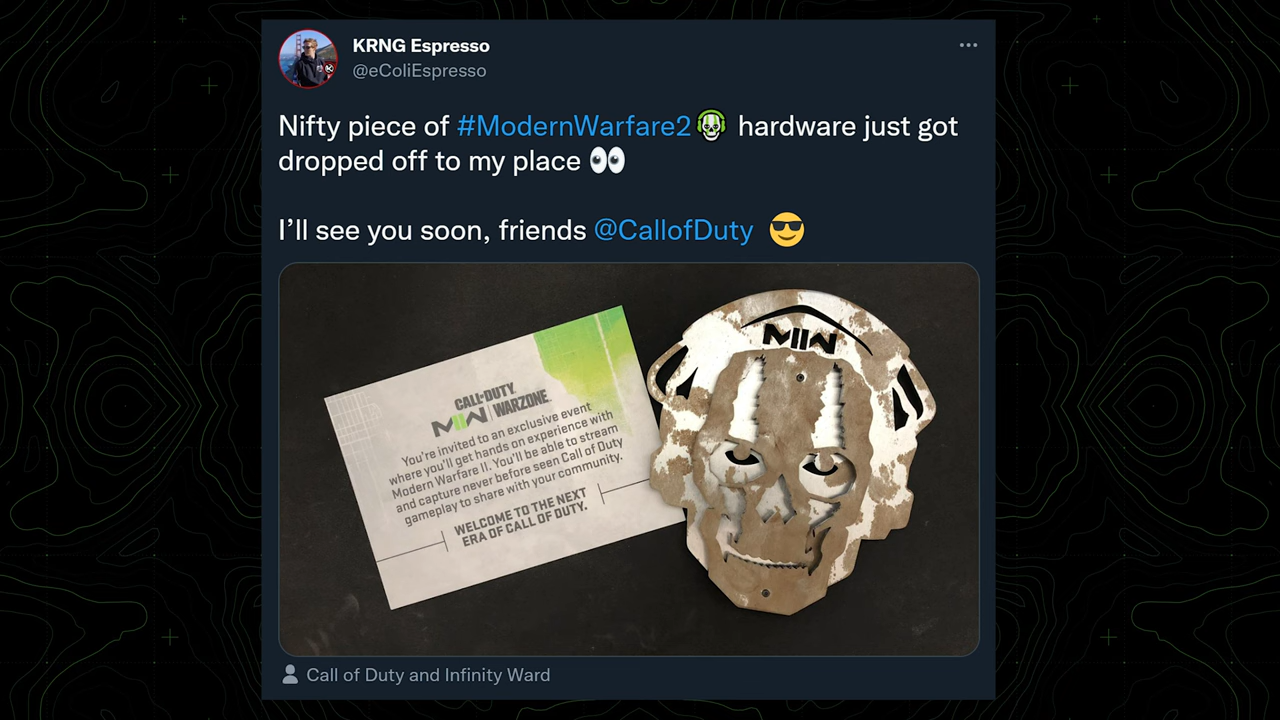 KRNG Espresso
@eColiEspresso
Nifty piece of #ModernWarfare2 hardware just got
dropped off to my place 👀
I’ll see you soon, friends @CallofDuty 😎
CALL OF DUTY
MIIW | WARZONE
You're invited to an exclusive event
where you'll get hands on experience with
Modern Warfare II. You'll be able to stream
and capture never before seen Call of Duty
gameplay to share with your community.
WELCOME TO THE NEXT
ERA OF CALL OF DUTY.
MIIW
Call of Duty and Infinity Ward